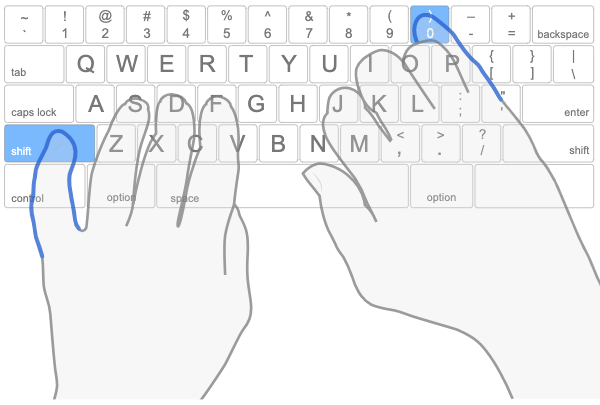 ~ ! @ # $ % ^ & * ( ) _ +
` 1 2 3 4 5 6 7 8 9 0 - = backspace
tab Q W E R T Y U I O P { [ } ] | \
caps lock A S D F G H J K L : ; " enter
shift Z X C V B N M < , > . ? / shift
control option space option